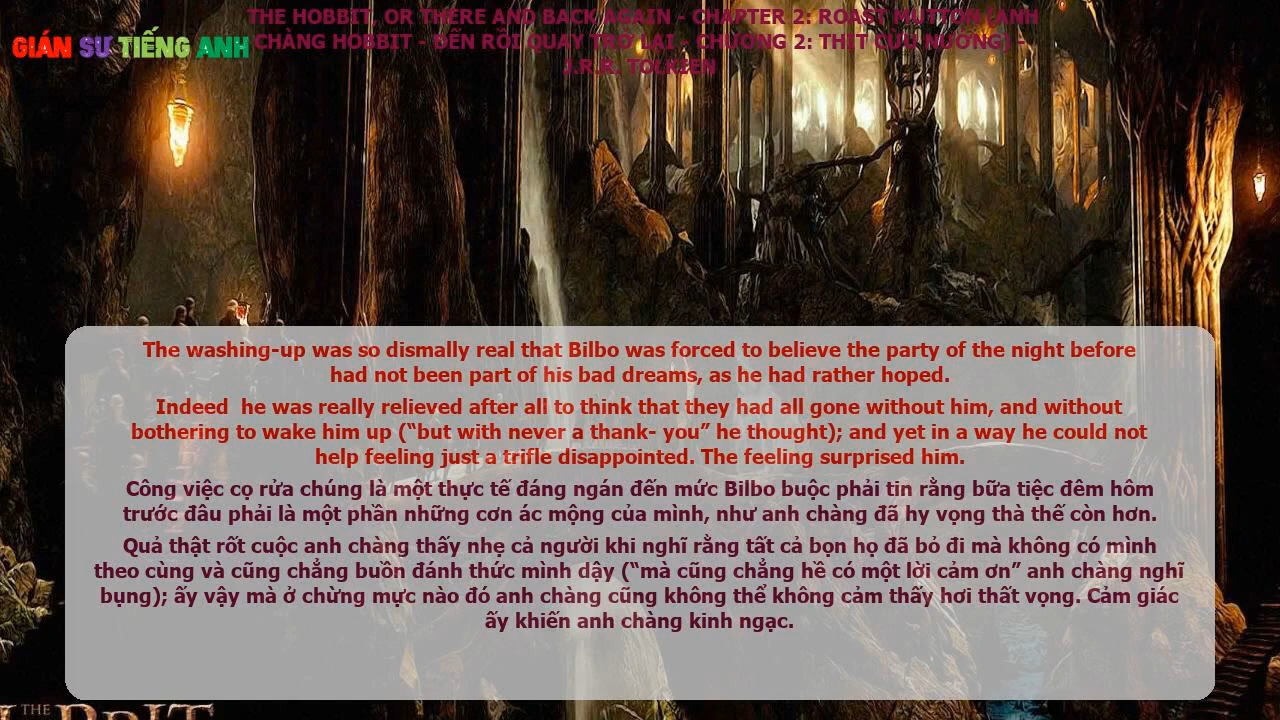 THE HOBBIT, OR THERE AND BACK AGAIN - CHAPTER 2: ROAST MUTTON (ANH
CHÀNG HOBBIT - ĐẾN RỒI QUAY TRỞ LẠI - CHƯƠNG 2: THỊT CỪU NƯỚNG) -
J.R.R. TOLKIEN
GIÁN SƯ TIẾNG ANH
The washing-up was so dismally real that Bilbo was forced to believe the party of the night before
had not been part of his bad dreams, as he had rather hoped.
Indeed  he was really relieved after all to think that they had all gone without him, and without
bothering to wake him up (“but with never a thank- you” he thought); and yet in a way he could not
help feeling just a trifle disappointed. The feeling surprised him.
Công việc cọ rửa chúng là một thực tế đáng ngán đến mức Bilbo buộc phải tin rằng bữa tiệc đêm hôm
trước đâu phải là một phần những cơn ác mộng của mình, như anh chàng đã hy vọng thà thế còn hơn.
Quả thật rốt cuộc anh chàng thấy nhẹ cả người khi nghĩ rằng tất cả bọn họ đã bỏ đi mà không có mình
theo cùng và cũng chẳng buồn đánh thức mình dậy (“mà cũng chẳng hề có một lời cảm ơn” anh chàng nghĩ
bụng); ấy vậy mà ở chừng mực nào đó anh chàng cũng không thể không cảm thấy hơi thất vọng. Cảm giác
ấy khiến anh chàng kinh ngạc.
THE